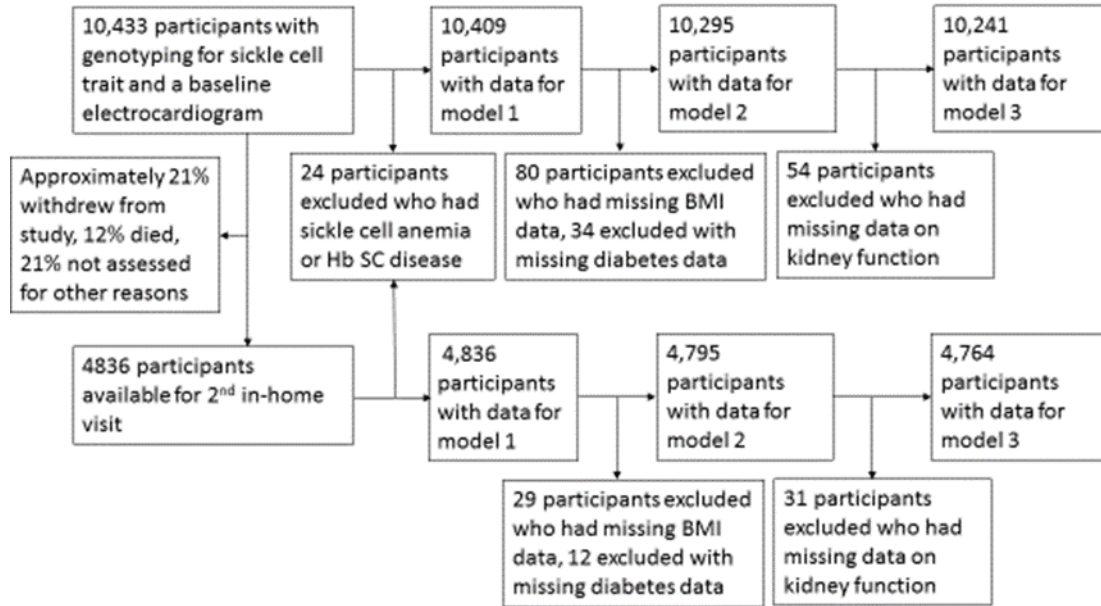 10,433 participants with
genotyping for sickle cell
trait and a baseline
electrocardiogram
10,409
participants
with data for
model 1
10,295
participants
with data for
model 2
10,241
participants
with data for
model 3
Approximately 21%
withdrew from
study, 12% died,
21% not assessed
for other reasons
24 participants
excluded who had
sickle cell anemia
or Hb SC disease
80 participants excluded
who had missing BMI
data, 34 excluded with
missing diabetes data
54 participants
excluded who had
missing data on
kidney function
4836 participants
available for 2nd in-home
visit
4,836
participants
with data for
model 1
4,795
participants
with data for
model 2
4,764
participants
with data for
model 3
29 participants excluded
who had missing BMI
data, 12 excluded with
missing diabetes data
31 participants
excluded who had
missing data on
kidney function